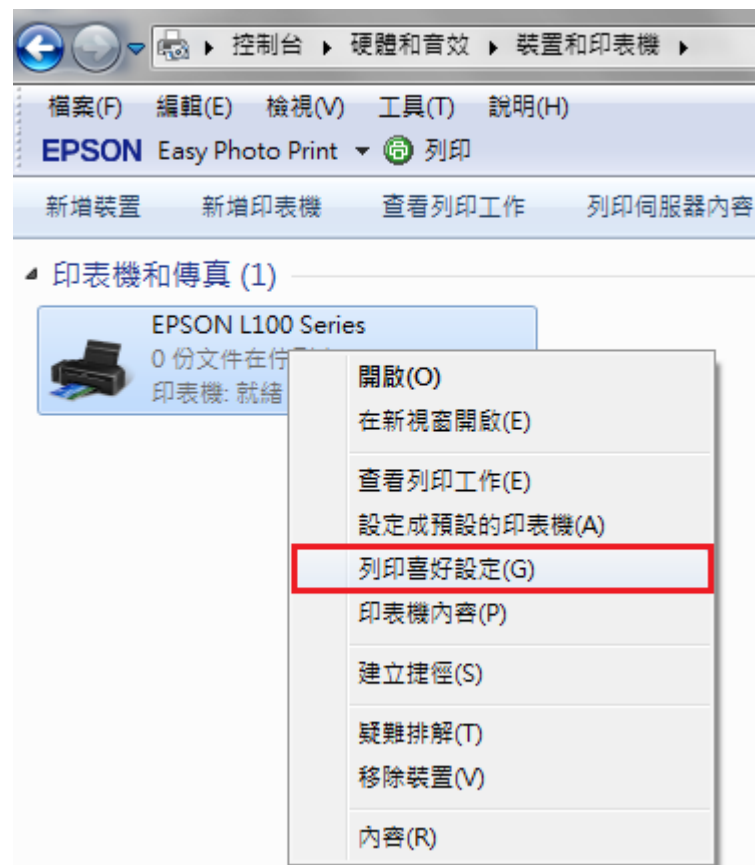 控制台 硬體和音效 裝置和印表機
檔案(F) 編輯(E) 檢視(V) 工具(T) 說明(H)
EPSON Easy Photo Print 列印
新增裝置 新增印表機 查看列印工作 列印伺服器內容
印表機和傳真 (1)
EPSON L100 Series
0 份文件在佇
印表機: 就緒
開啟(O)
在新視窗開啟(E)
查看列印工作(E)
設定成預設的印表機(A)
列印喜好設定(G)
印表機內容(P)
建立捷徑(S)
疑難排解(T)
移除裝置(V)
內容(R)